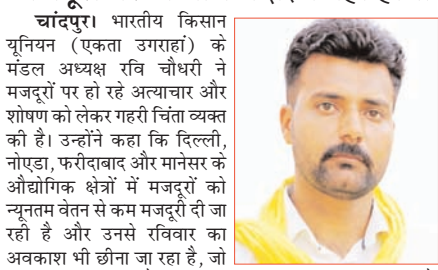 चांदपुर। भारतीय किसान
यूनियन (एकता उगराहां) के
मंडल अध्यक्ष रवि चौधरी ने
मजदूरों पर हो रहे अत्याचार और
शोषण को लेकर गहरी चिंता व्यक्त
की है। उन्होंने कहा कि दिल्ली,
नोएडा, फरीदाबाद और मानेसर के
औद्योगिक क्षेत्रों में मजदूरों को
न्यूनतम वेतन से कम मजदूरी दी जा
रही है और उनसे रविवार का
अवकाश भी छीना जा रहा है, जो